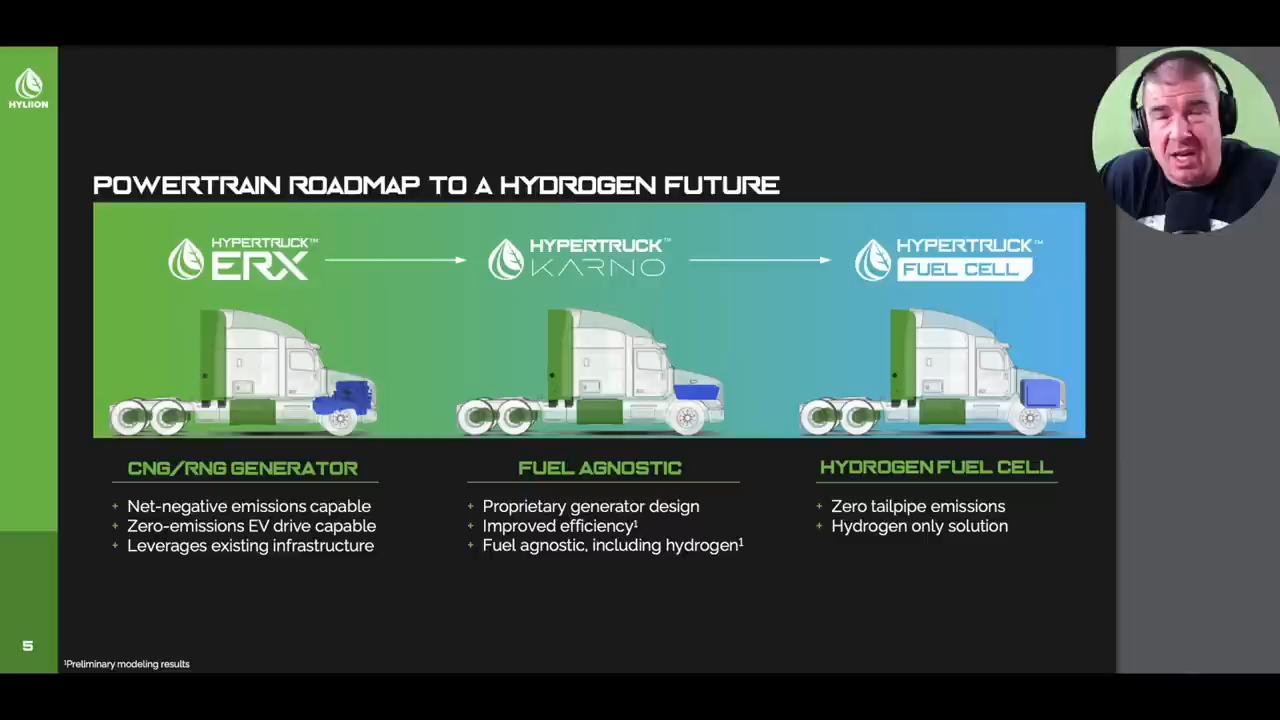 HYLIION
POWERTRAIN ROADMAP TO A HYDROGEN FUTURE
HYPERTRUCK™
ERX
HYPERTRUCK™
KARNO
HYPERTRUCK™
FUEL CELL
CNG/RNG GENERATOR
+ Net-negative emissions capable
+ Zero-emissions EV drive capable
+ Leverages existing infrastructure
FUEL AGNOSTIC
+ Proprietary generator design
+ Improved efficiency¹
+ Fuel agnostic, including hydrogen¹
HYDROGEN FUEL CELL
+ Zero tailpipe emissions
+ Hydrogen only solution
5
¹Preliminary modeling results